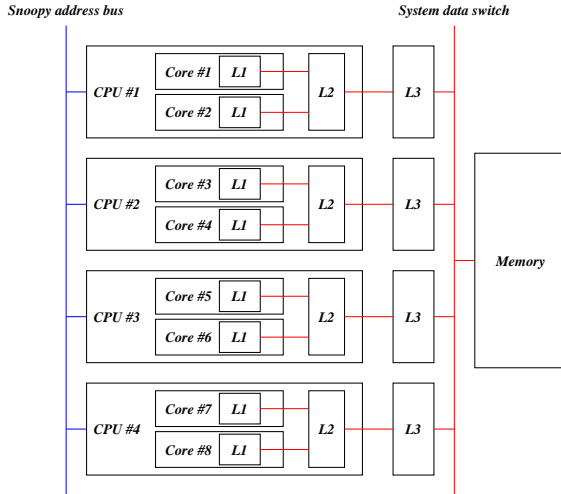 Snoopy address bus
System data switch
CPU #1
Core #1
L1
Core #2
L1
L2
L3
CPU #2
Core #3
L1
Core #4
L1
L2
L3
Memory
CPU #3
Core #5
L1
Core #6
L1
L2
L3
CPU #4
Core #7
L1
Core #8
L1
L2
L3